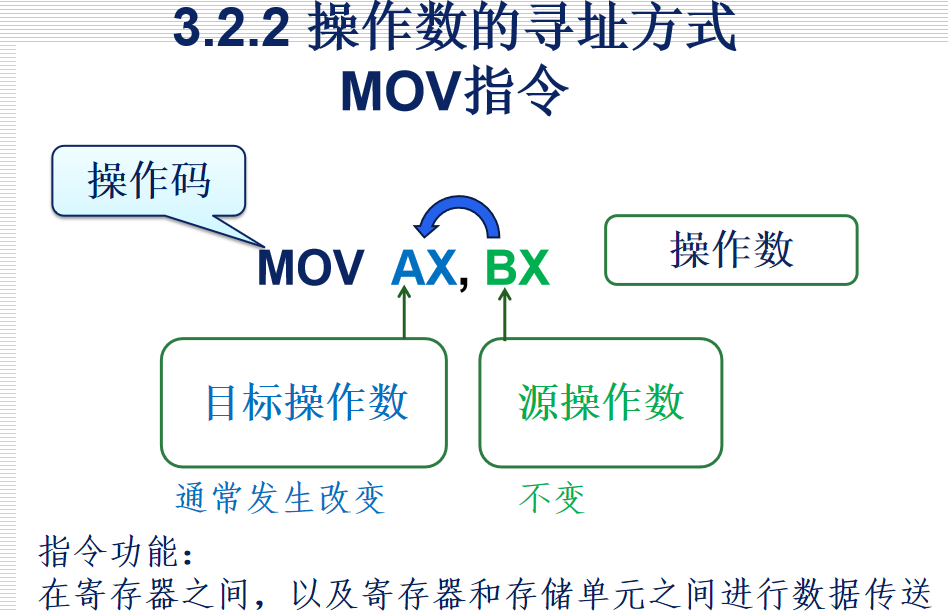 3.2.2 操作数的寻址方式
MOV指令
操作码
MOV AX, BX
操作数
目标操作数
源操作数
通常发生改变
不变
指令功能：
在寄存器之间，以及寄存器和存储单元之间进行数据传送